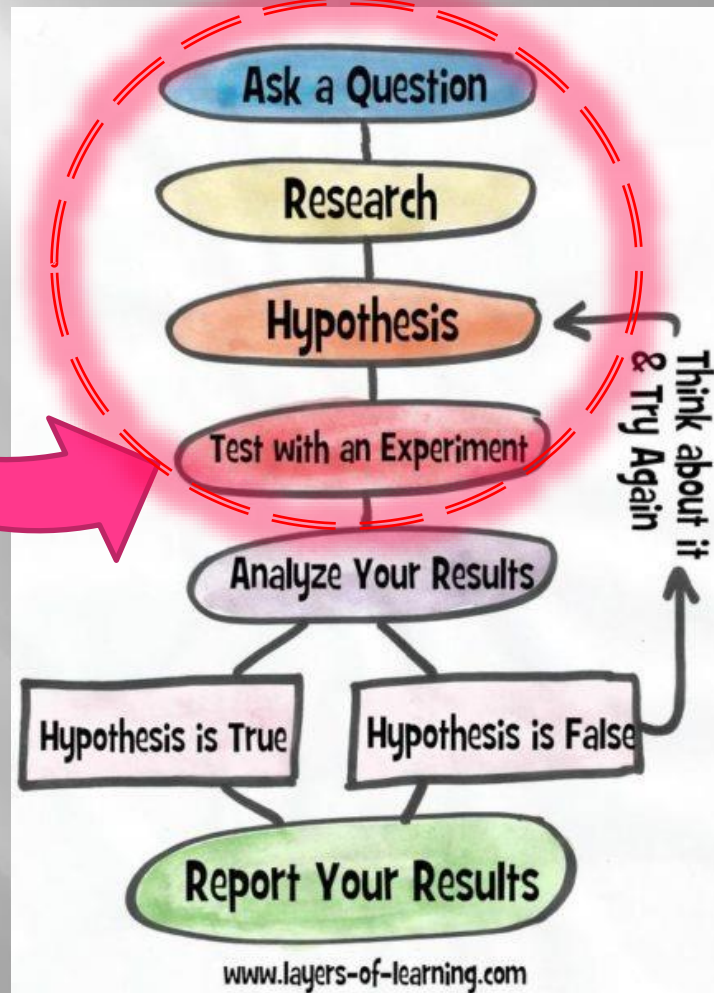 Ask a Question
Research
Hypothesis
Test with an Experiment
Think about it
& Try Again
Analyze Your Results
Hypothesis is True
Hypothesis is False
Report Your Results
www.layers-of-learning.com